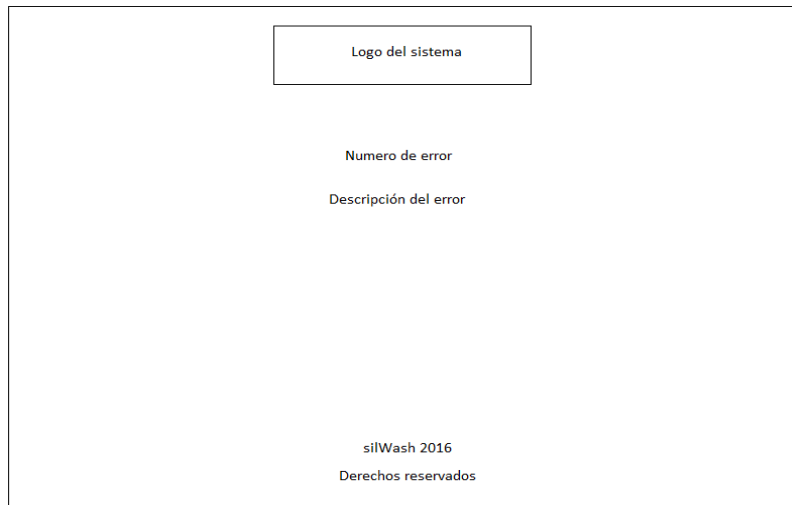 Logo del sistema
Numero de error
Descripción del error
silWash 2016
Derechos reservados